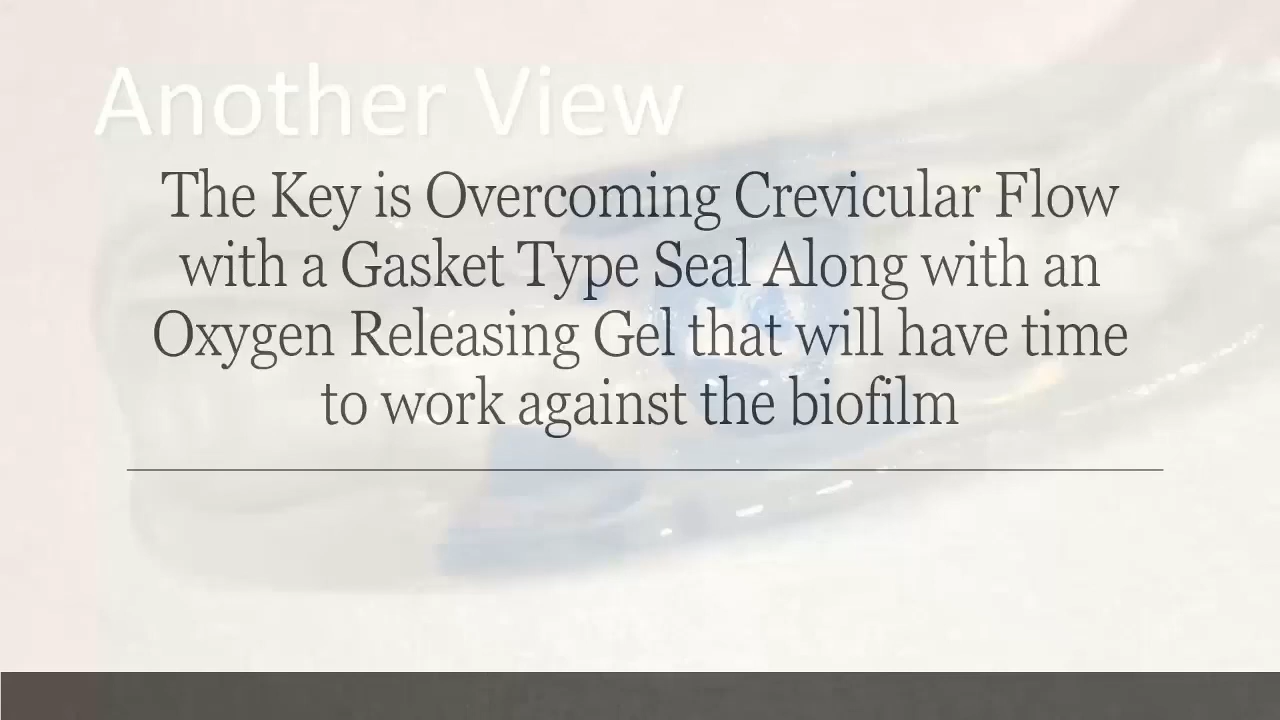 Another View
The Key is Overcoming Crevicular Flow
with a Gasket Type Seal Along with an
Oxygen Releasing Gel that will have time
to work against the biofilm